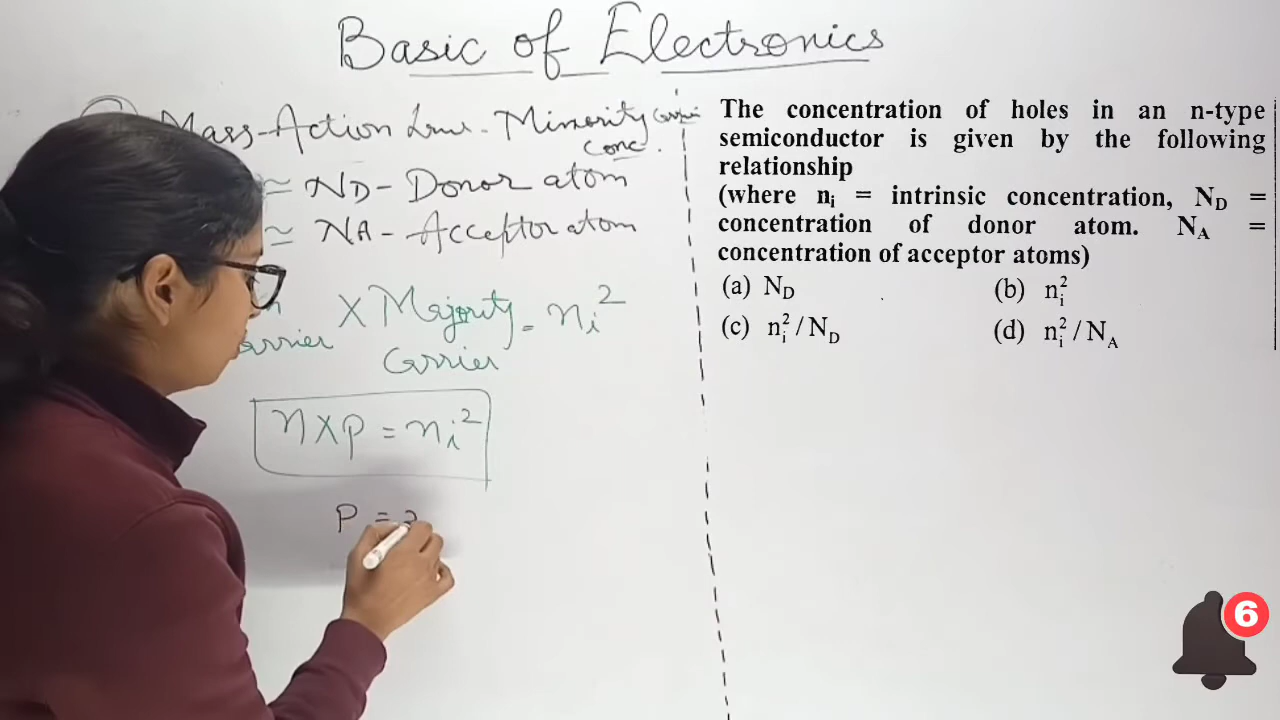 Basic of Electronics
Mass-Action Law - Minority Carrier
Conc.
≃ ND - Donor atom
≃ NA - Acceptor atom
X Majority = ni²
arrier Carrier
n X p = ni²
P =
The concentration of holes in an n-type
semiconductor is given by the following
relationship
(where ni = intrinsic concentration, ND =
concentration of donor atom. NA =
concentration of acceptor atoms)
(a) ND (b) ni²
(c) ni²/ND (d) ni²/NA
6